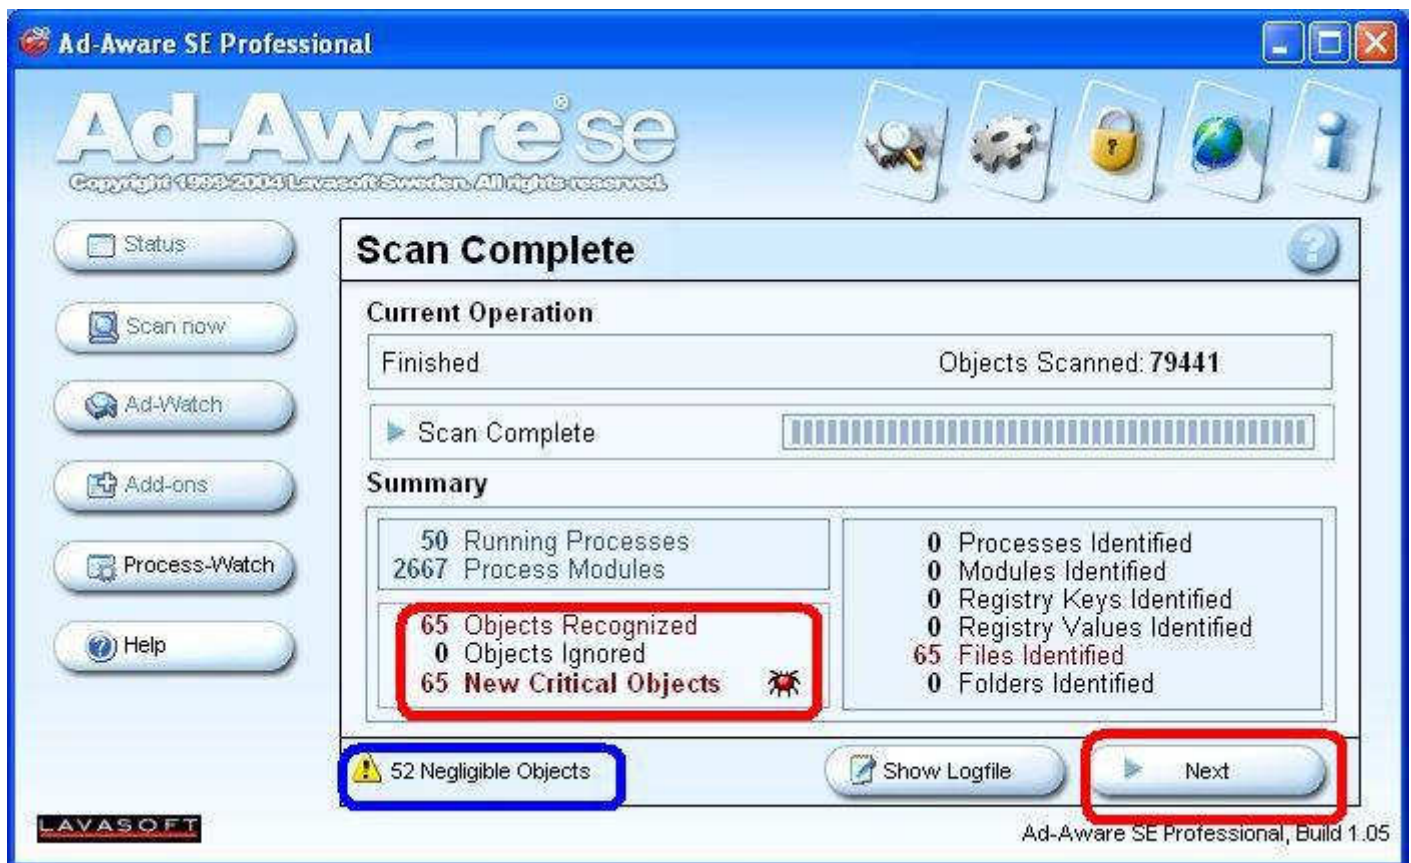 Ad-Aware SE Professional
Ad-Aware® se
Copyright 1999-2004 Lavasoft Sweden. All rights reserved.
Status
Scan now
Ad-Watch
Add-ons
Process-Watch
Help
Scan Complete
Current Operation
Finished Objects Scanned: 79441
Scan Complete
Summary
50 Running Processes
2667 Process Modules
65 Objects Recognized
0 Objects Ignored
65 New Critical Objects
0 Processes Identified
0 Modules Identified
0 Registry Keys Identified
0 Registry Values Identified
65 Files Identified
0 Folders Identified
52 Negligible Objects
Show Logfile
Next
LAVASOFT
Ad-Aware SE Professional, Build 1.05